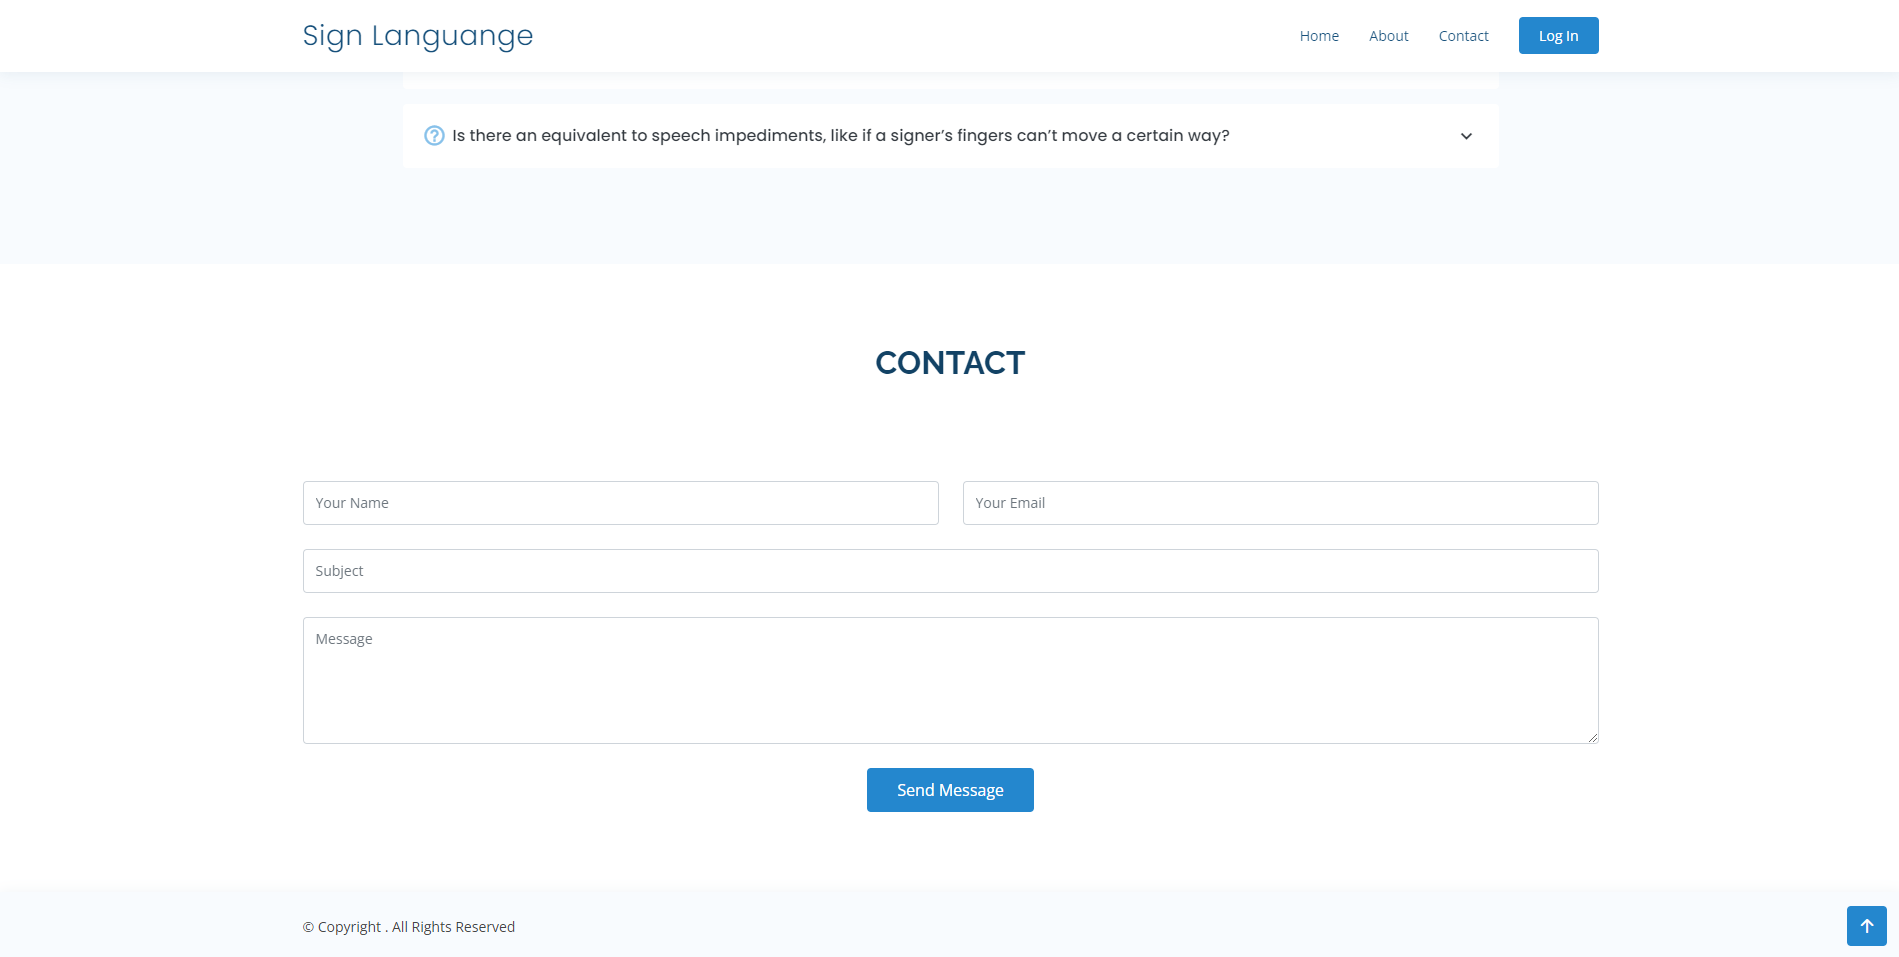 Sign Languange
Home About Contact Log In
Is there an equivalent to speech impediments, like if a signer’s fingers can’t move a certain way?
CONTACT
Your Name
Your Email
Subject
Message
Send Message
© Copyright . All Rights Reserved